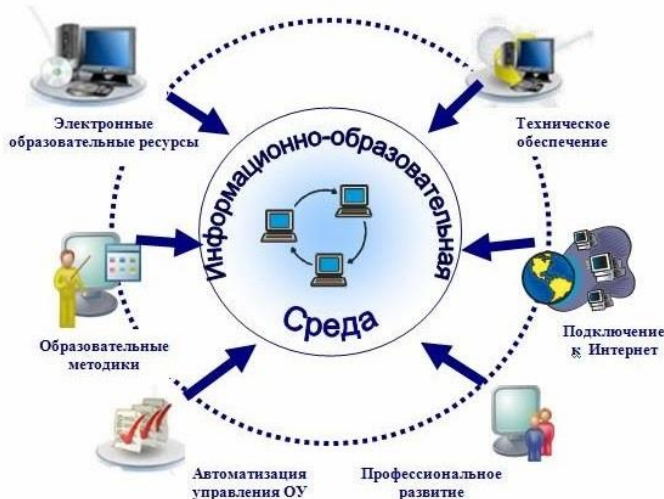 Электронные
образовательные ресурсы
Техническое
обеспечение
Информационно-образовательная
Среда
Образовательные
методики
Подключение
к Интернет
Автоматизация
управления ОУ
Профессиональное
развитие